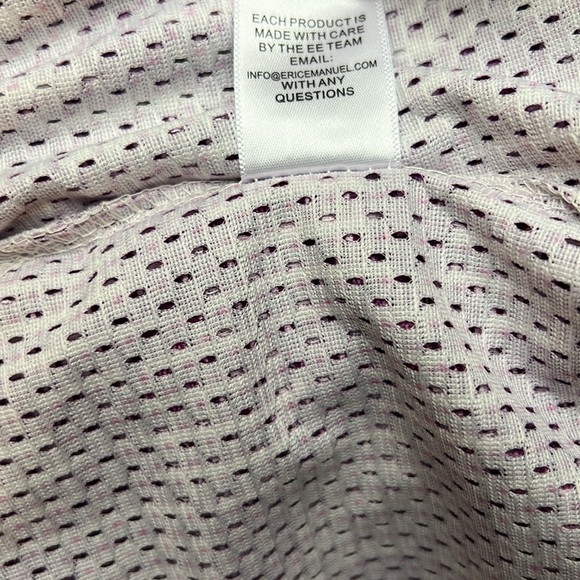 EACH PRODUCT IS
MADE WITH CARE
BY THE EE TEAM
EMAIL:
INFO@ERICEMANUEL.COM
WITH ANY
QUESTIONS